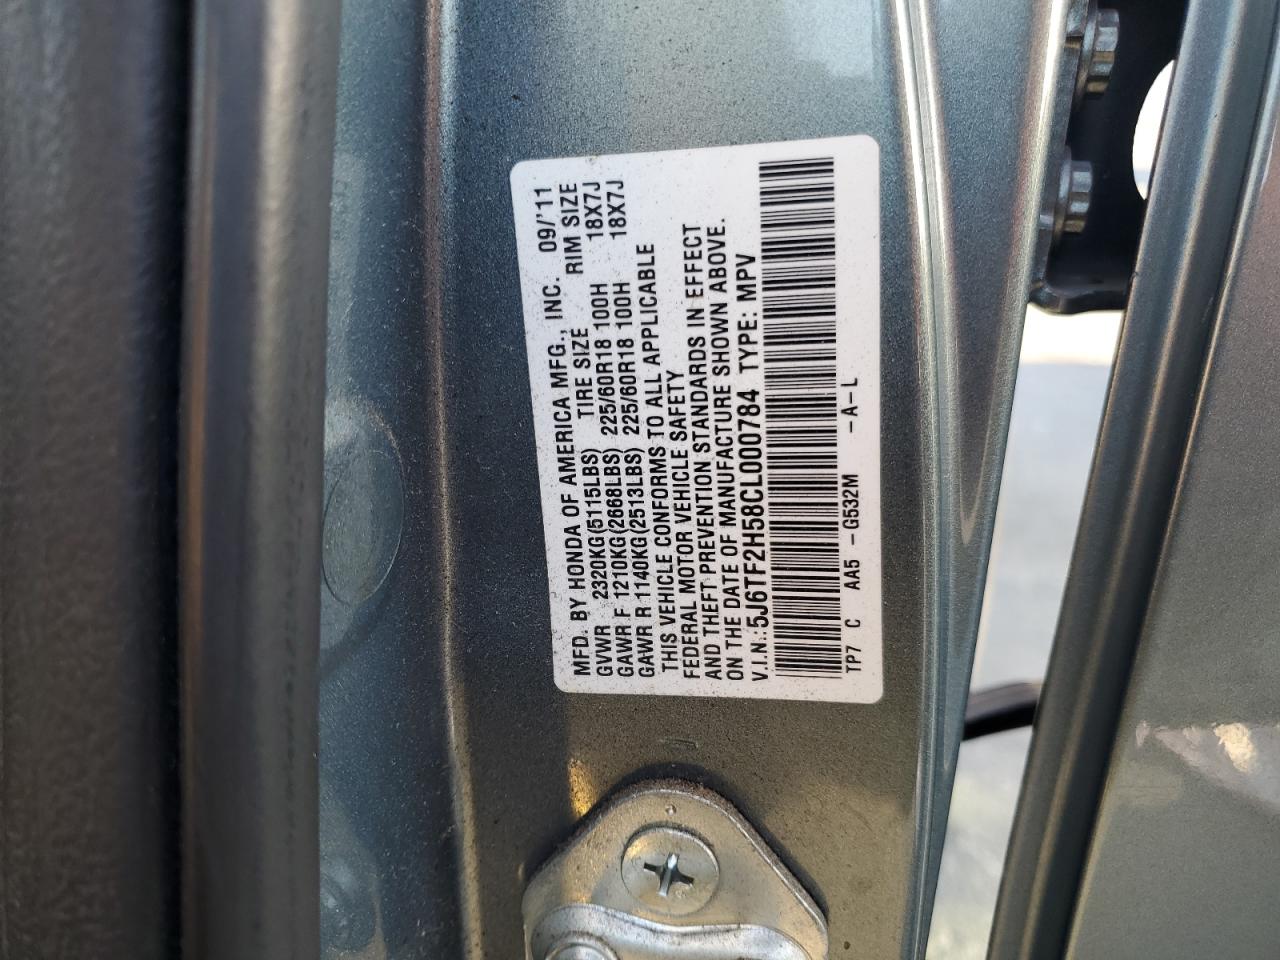 MFD. BY HONDA OF AMERICA MFG., INC. 09/'11
GVWR 2320KG(5115LBS) TIRE SIZE RIM SIZE
GAWR F 1210KG(2668LBS) 225/60R18 100H 18X7J
GAWR R 1140KG(2513LBS) 225/60R18 100H 18X7J
THIS VEHICLE CONFORMS TO ALL APPLICABLE
FEDERAL MOTOR VEHICLE SAFETY
AND THEFT PREVENTION STANDARDS IN EFFECT
ON THE DATE OF MANUFACTURE SHOWN ABOVE.
V.I.N.:5J6TF2H58CL000784 TYPE: MPV
TP7 C AA5 -G532M -A-L